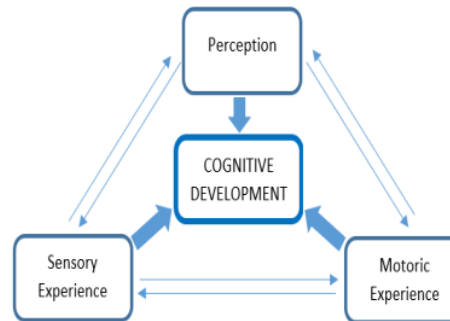 Perception
COGNITIVE
DEVELOPMENT
Sensory
Experience
Motoric
Experience